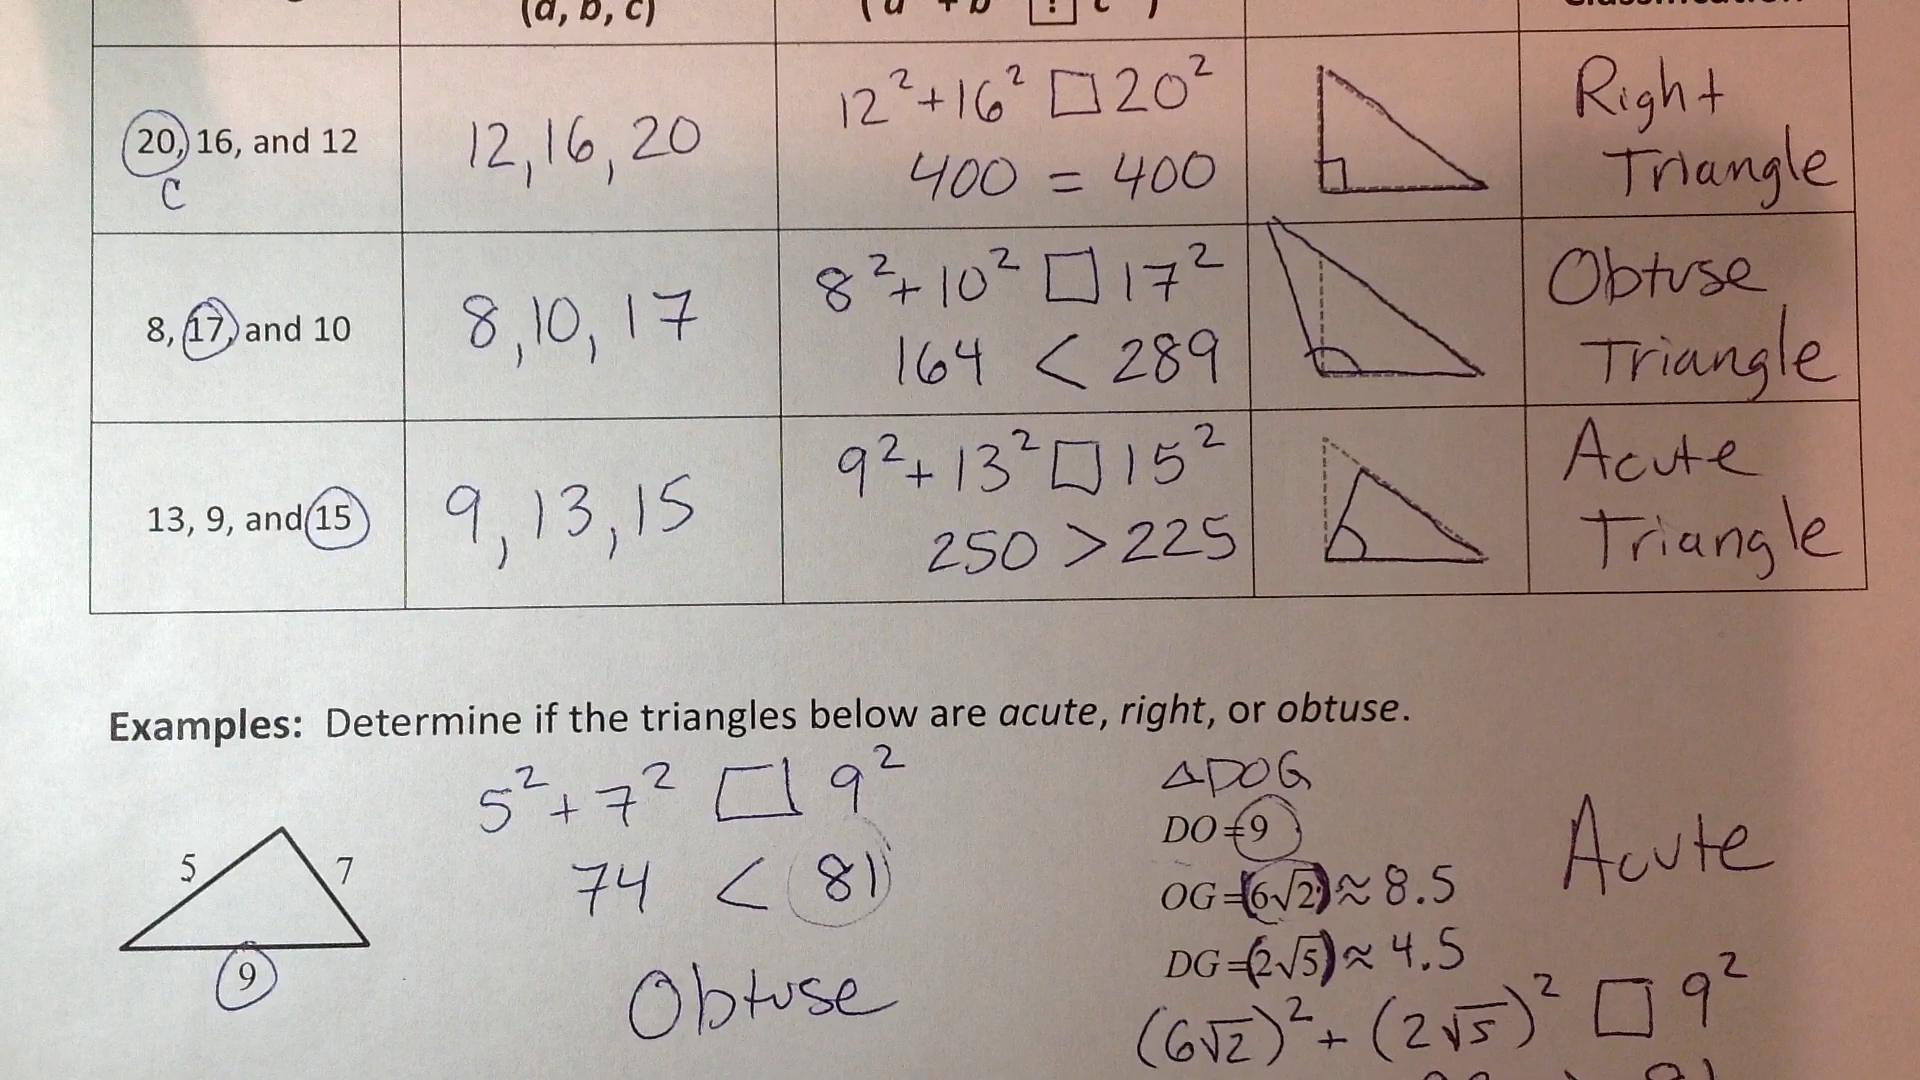 (a, b, c)
20, 16, and 12
C
12, 16, 20
12² + 16² □ 20²
400 = 400
Right
Triangle
8, 17, and 10
8, 10, 17
8² + 10² □ 17²
164 < 289
Obtuse
Triangle
13, 9, and 15
9, 13, 15
9² + 13² □ 15²
250 > 225
Acute
Triangle
Examples: Determine if the triangles below are acute, right, or obtuse.
5
7
9
5² + 7² □ 9²
74 < 81
Obtuse
△DOG
DO = 9
OG = (6√2) ≈ 8.5
DG = (2√5) ≈ 4.5
Acute
(6√2)² + (2√5)² □ 9²